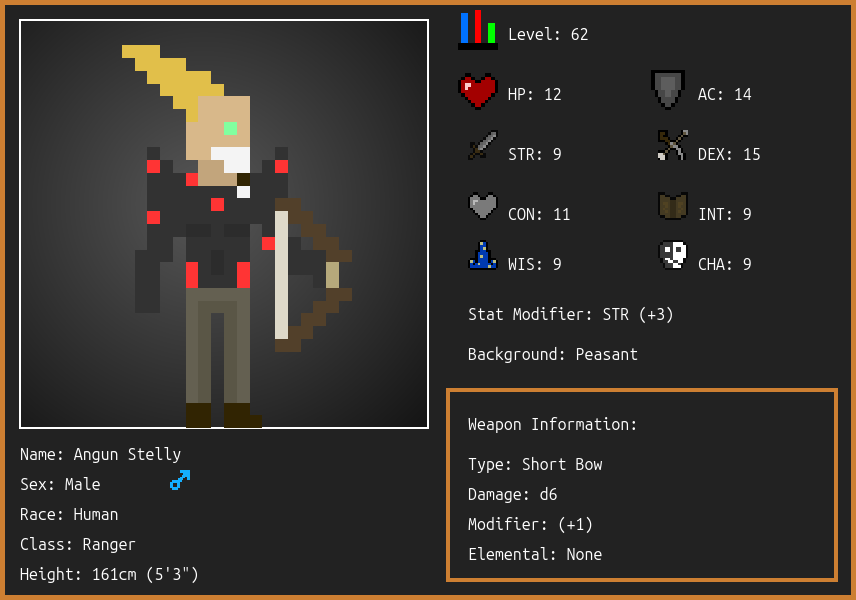 Level: 62
HP: 12
AC: 14
STR: 9
DEX: 15
CON: 11
INT: 9
WIS: 9
CHA: 9
Stat Modifier: STR (+3)
Background: Peasant
Weapon Information:
Type: Short Bow
Damage: d6
Modifier: (+1)
Elemental: None
Name: Angun Stelly
Sex: Male
Race: Human
Class: Ranger
Height: 161cm (5'3")